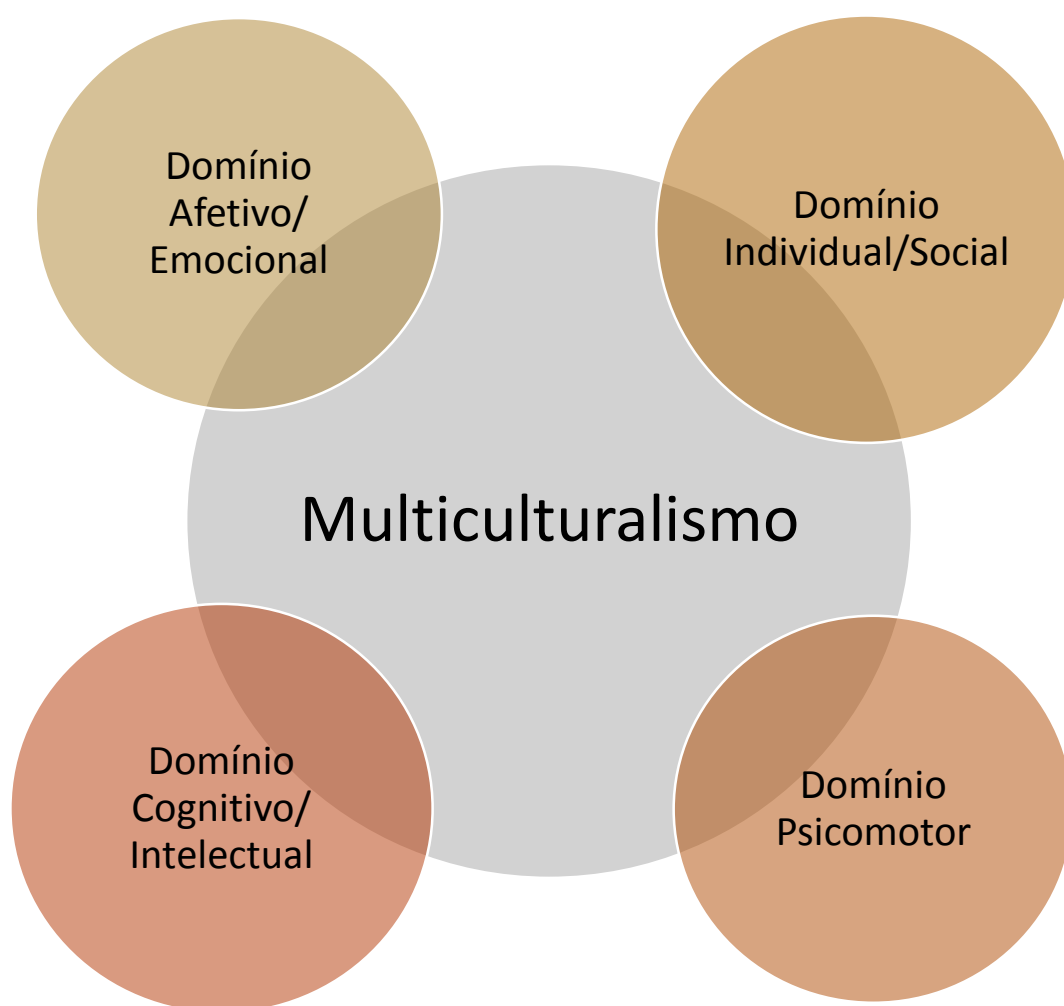 Domínio
Afetivo/
Emocional
Domínio
Individual/Social
Multiculturalismo
Domínio
Cognitivo/
Intelectual
Domínio
Psicomotor